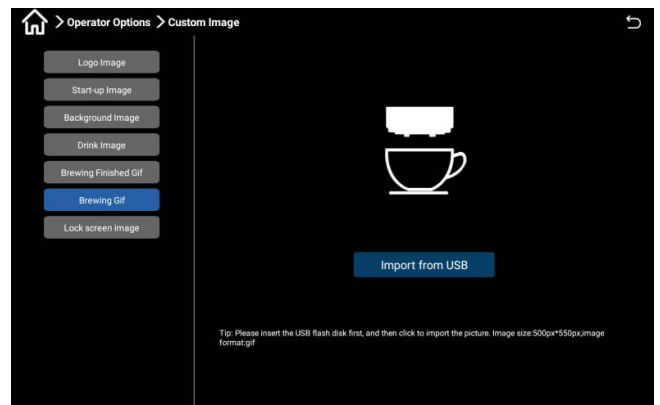 > Operator Options > Custom Image
Logo Image
Start-up Image
Background Image
Drink Image
Brewing Finished Gif
Brewing Gif
Lock screen image
Import from USB
Tip: Please insert the USB flash disk first, and then click to import the picture. Image size:500px*550px,image
format:gif